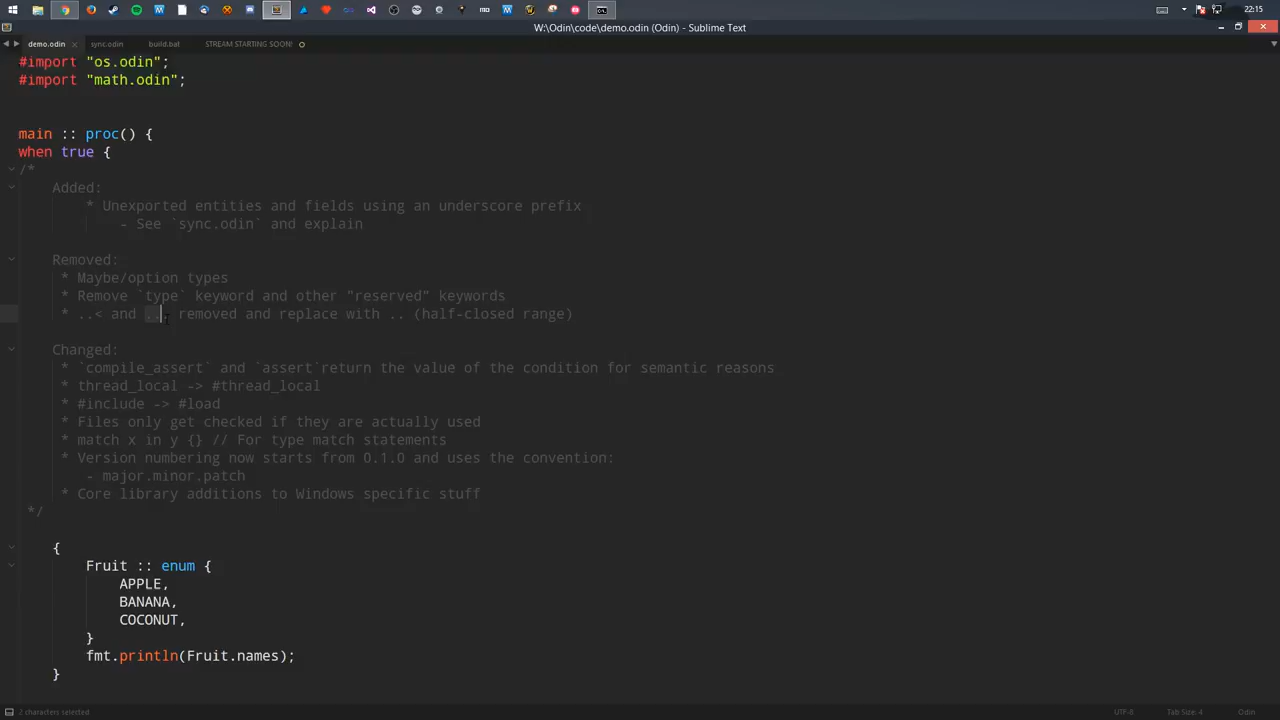 22:15
W:\Odin\code\demo.odin (Odin) - Sublime Text
demo.odin sync.odin build.bat STREAM STARTING SOON!
#import "os.odin";
#import "math.odin";
main :: proc() {
when true {
/*
Added:
* Unexported entities and fields using an underscore prefix
- See `sync.odin` and explain
Removed:
* Maybe/option types
* Remove `type` keyword and other "reserved" keywords
* ..< and .. removed and replace with .. (half-closed range)
Changed:
* `compile_assert` and `assert`return the value of the condition for semantic reasons
* thread_local -> #thread_local
* #include -> #load
* Files only get checked if they are actually used
* match x in y {} // For type match statements
* Version numbering now starts from 0.1.0 and uses the convention:
- major.minor.patch
* Core library additions to Windows specific stuff
*/
{
Fruit :: enum {
APPLE,
BANANA,
COCONUT,
}
fmt.println(Fruit.names);
}
2 characters selected UTF-8 Tab Size: 4 Odin